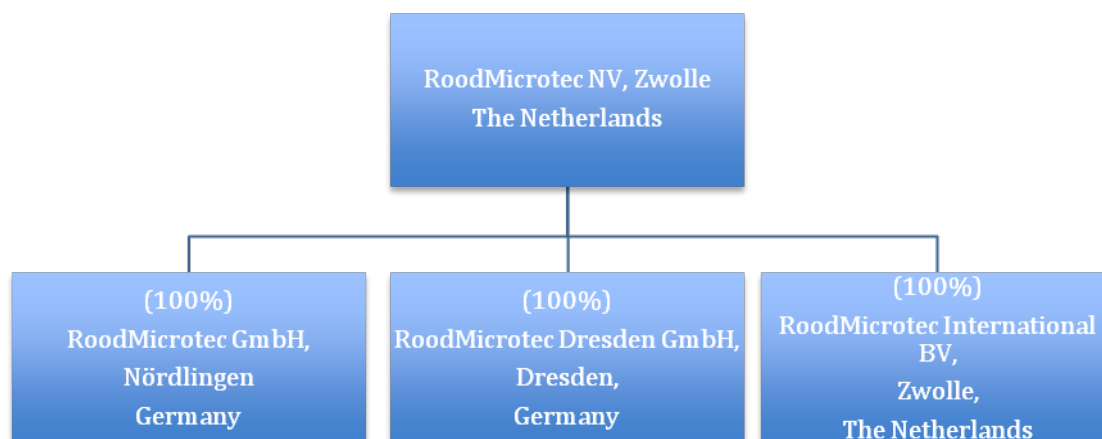 RoodMicrotec NV, Zwolle
The Netherlands
(100%)
RoodMicrotec GmbH,
Nördlingen
Germany
(100%)
RoodMicrotec Dresden GmbH,
Dresden,
Germany
(100%)
RoodMicrotec International
BV,
Zwolle,
The Netherlands